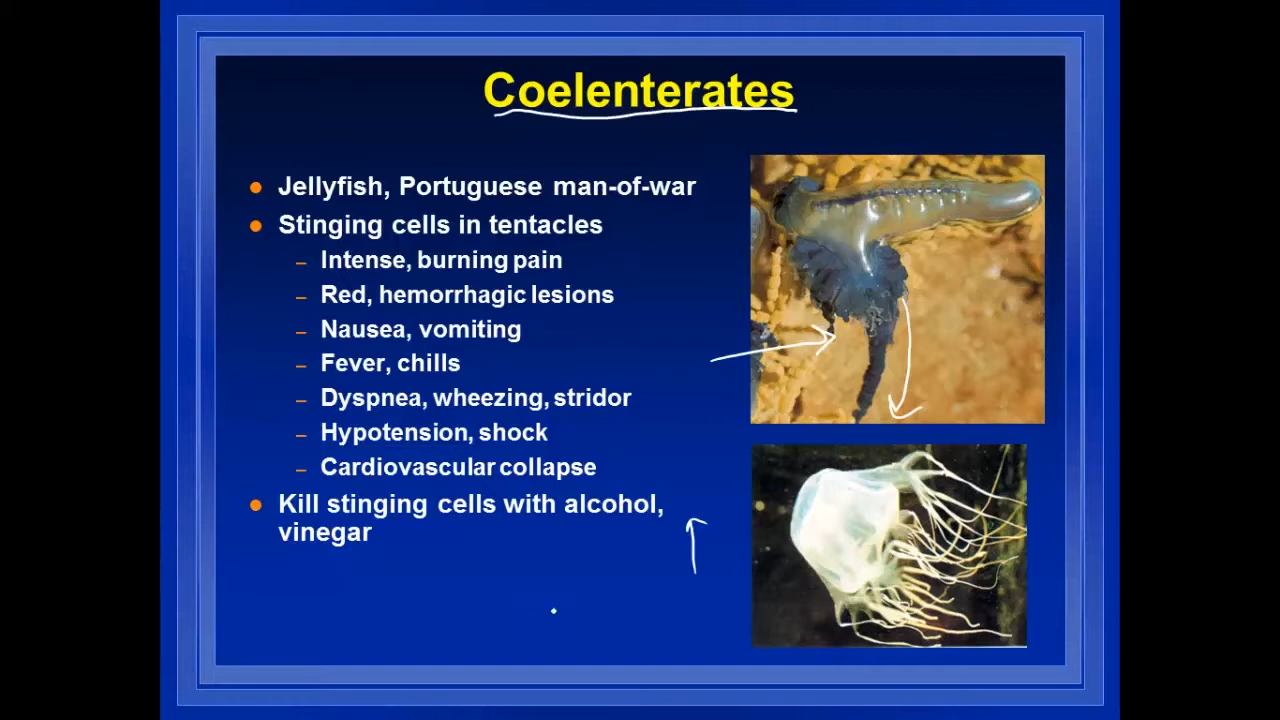 Coelenterates
Jellyfish, Portuguese man-of-war
Stinging cells in tentacles
– Intense, burning pain
– Red, hemorrhagic lesions
– Nausea, vomiting
– Fever, chills
– Dyspnea, wheezing, stridor
– Hypotension, shock
– Cardiovascular collapse
Kill stinging cells with alcohol,
vinegar